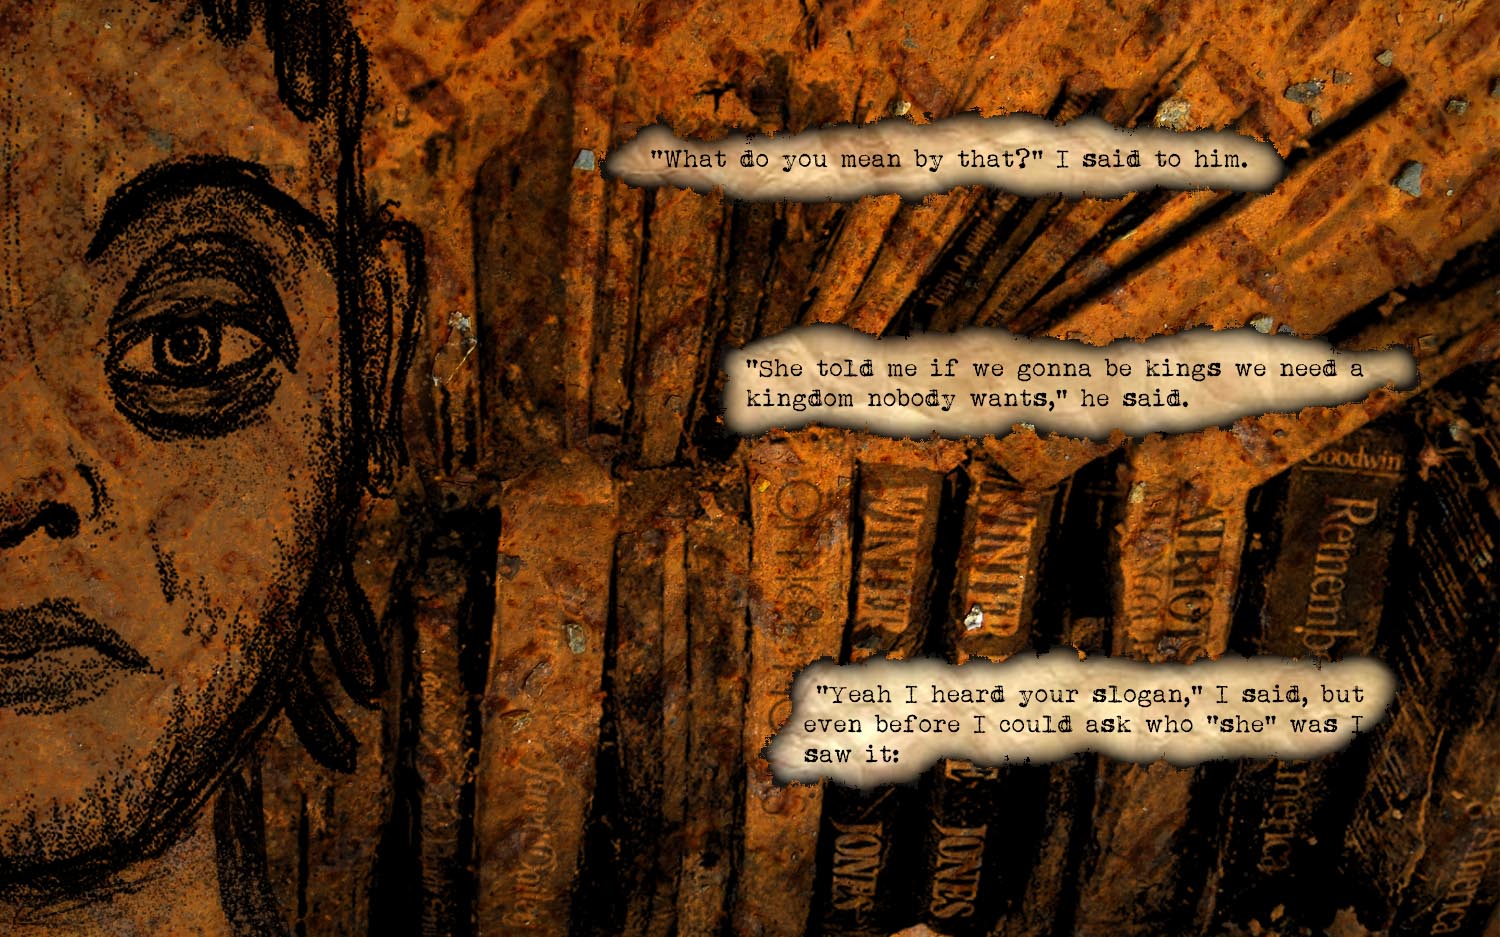 "What do you mean by that?" I said to him.
"She told me if we gonna be kings we need a
kingdom nobody wants," he said.
Goodwin
"Yeah I heard your slogan," I said, but
even before I could ask who "she" was I
saw it:
JONES
JONES